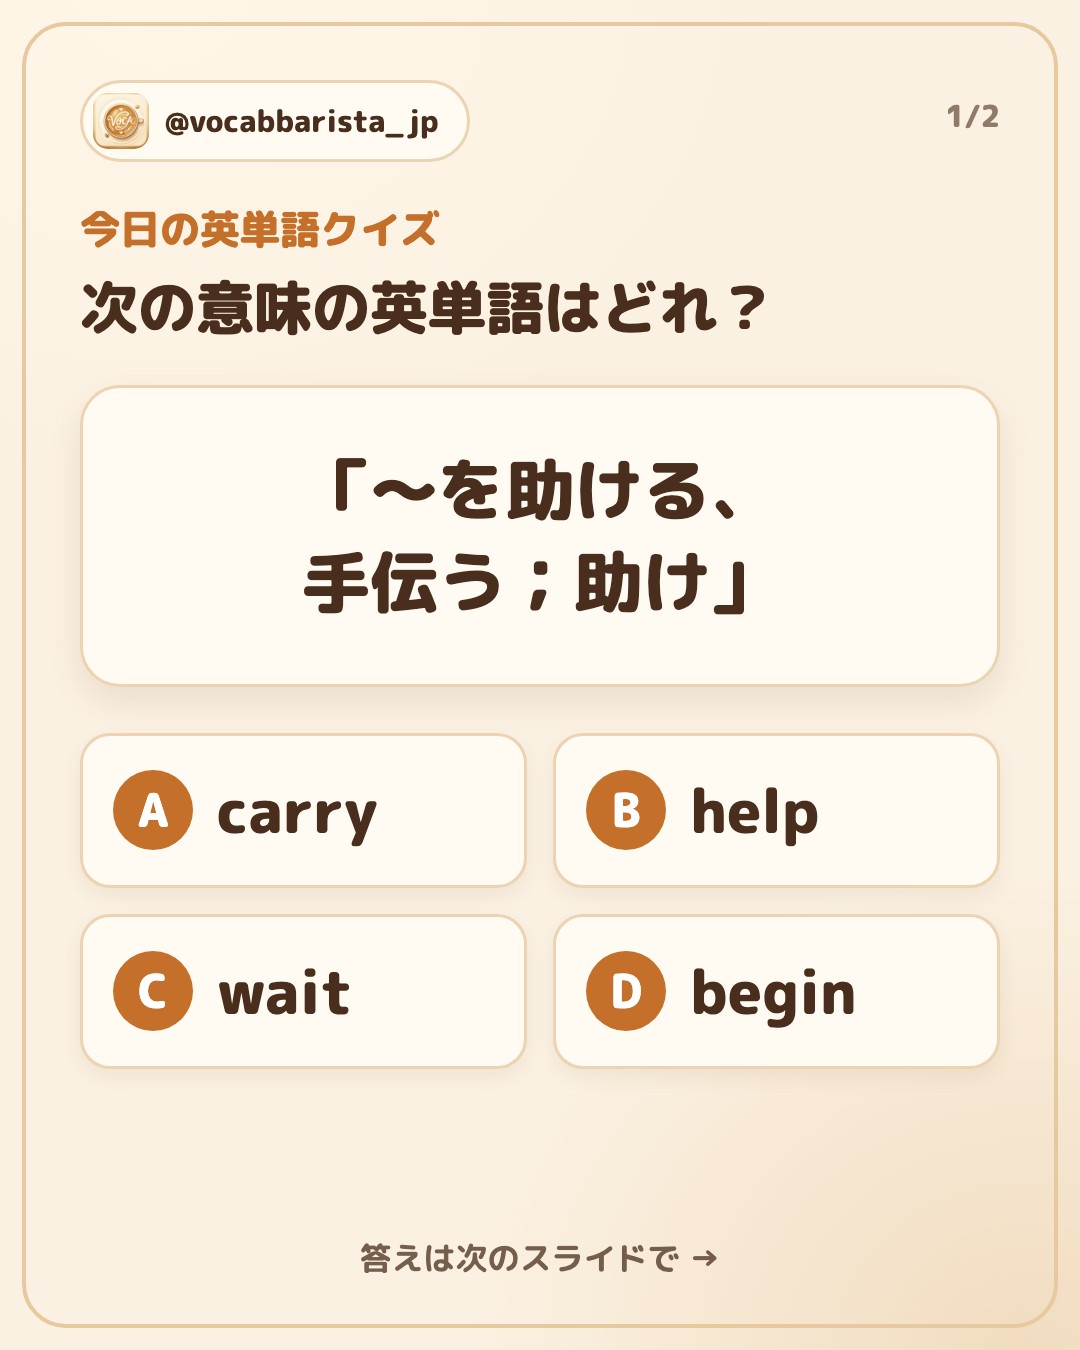 @vocabbarista_jp
1/2
今日の英単語クイズ
次の意味の英単語はどれ？
「〜を助ける、
手伝う；助け」
A carry
B help
C wait
D begin
答えは次のスライドで →